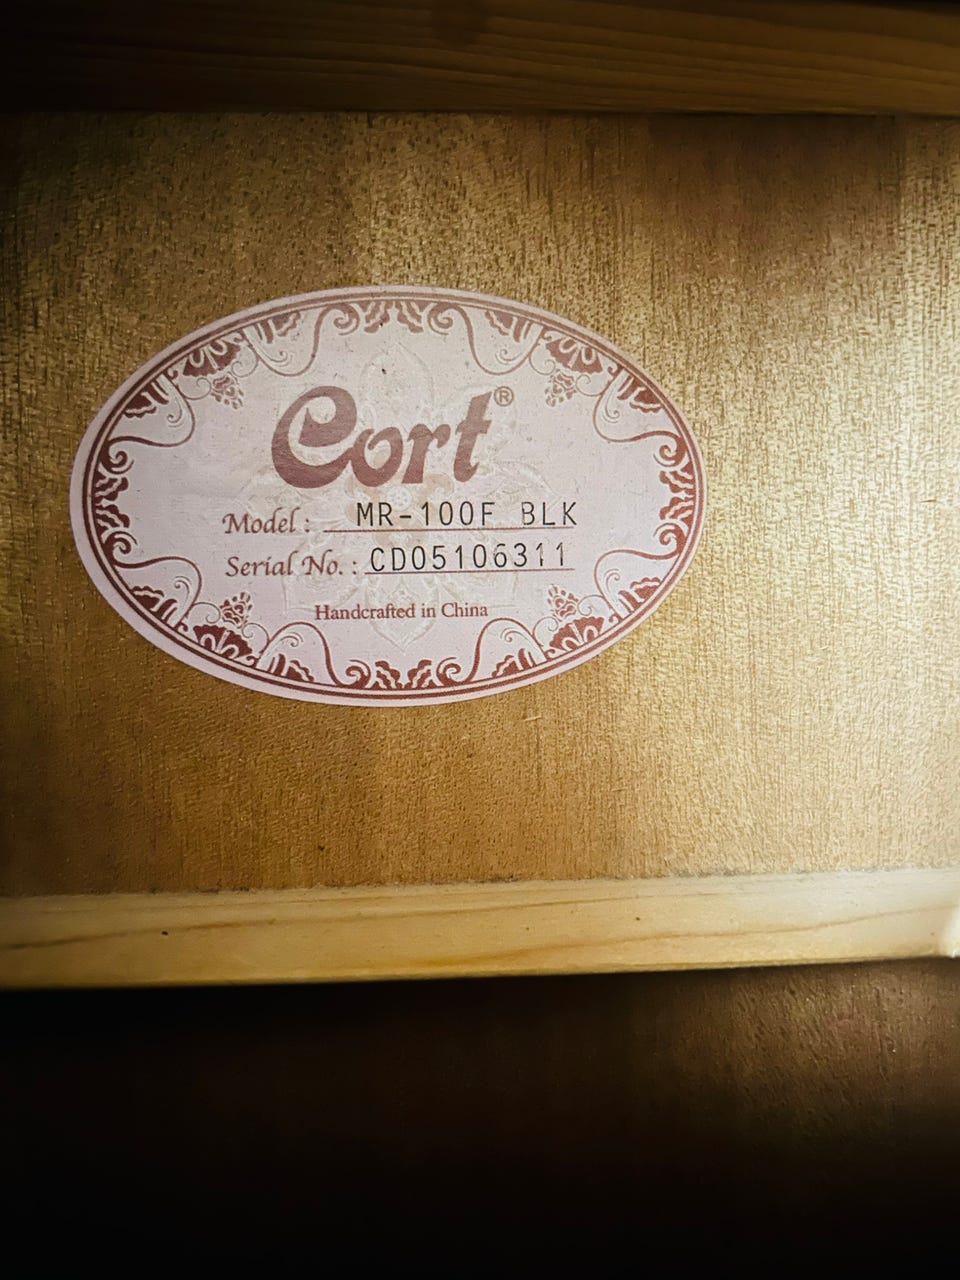 Cort®
Model : MR-100F BLK
Serial No. : CD05106311
Handcrafted in China